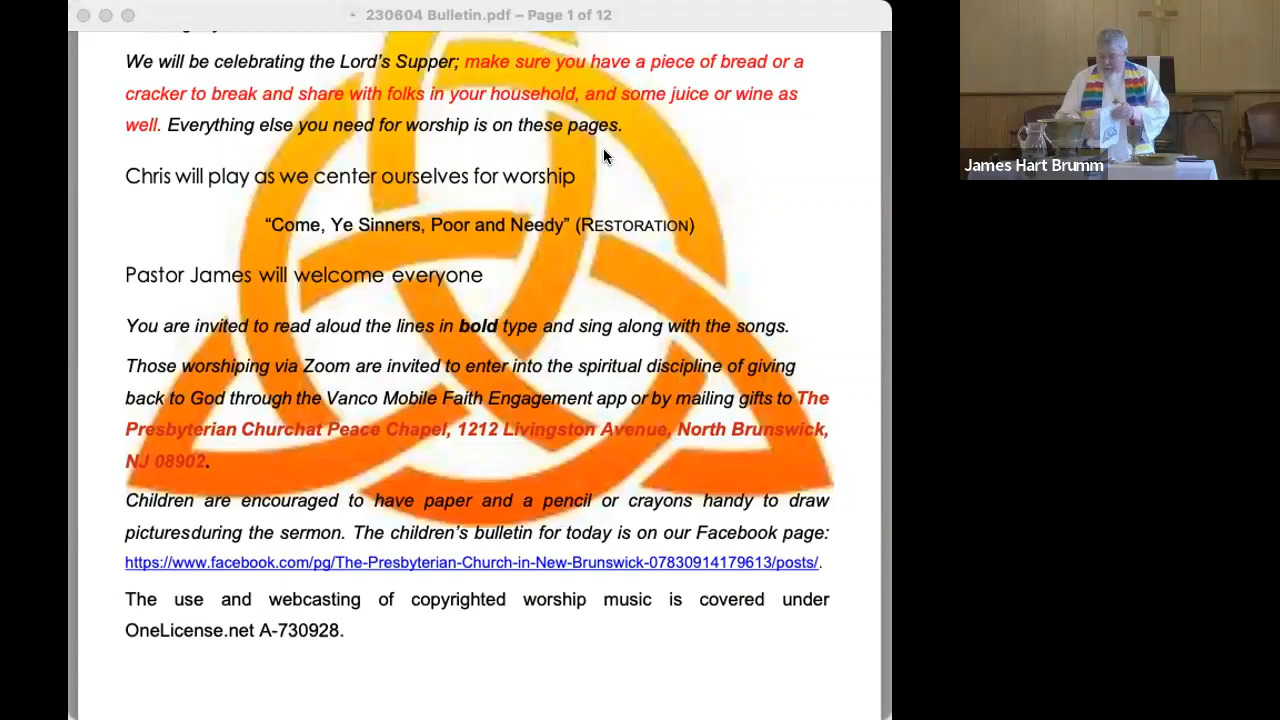 230604 Bulletin.pdf – Page 1 of 12
We will be celebrating the Lord’s Supper; make sure you have a piece of bread or a
cracker to break and share with folks in your household, and some juice or wine as
well. Everything else you need for worship is on these pages.
Chris will play as we center ourselves for worship
“Come, Ye Sinners, Poor and Needy” (RESTORATION)
Pastor James will welcome everyone
You are invited to read aloud the lines in bold type and sing along with the songs.
Those worshiping via Zoom are invited to enter into the spiritual discipline of giving
back to God through the Vanco Mobile Faith Engagement app or by mailing gifts to The
Presbyterian Churchat Peace Chapel, 1212 Livingston Avenue, North Brunswick,
NJ 08902.
Children are encouraged to have paper and a pencil or crayons handy to draw
picturesduring the sermon. The children’s bulletin for today is on our Facebook page:
https://www.facebook.com/pg/The-Presbyterian-Church-in-New-Brunswick-07830914179613/posts/.
The use and webcasting of copyrighted worship music is covered under
OneLicense.net A-730928.
James Hart Brumm